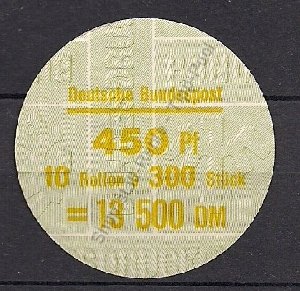 Deutsche Bundespost
450 Pf
10 Rollen 300 Stück
= 13 500 DM